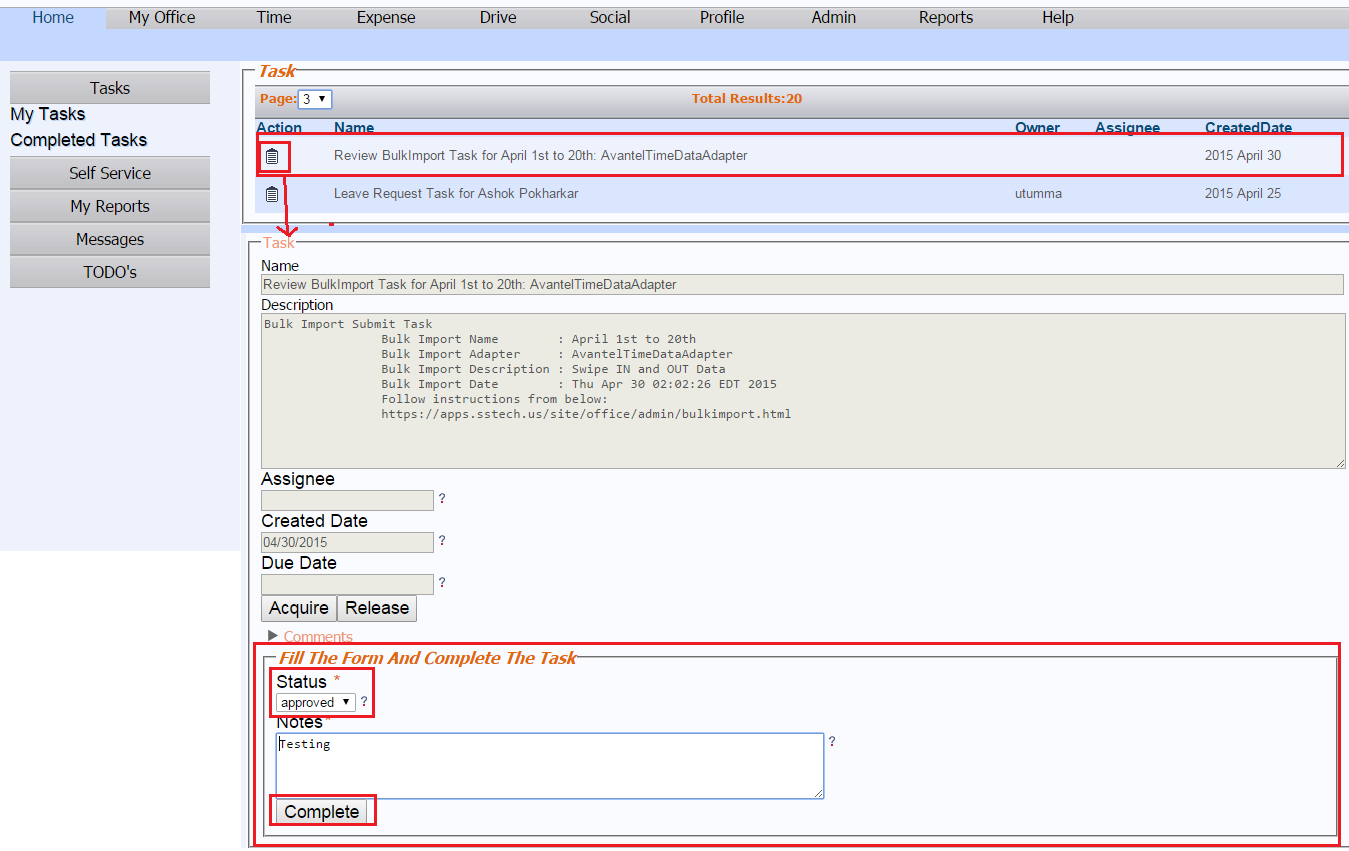 Home My Office Time Expense Drive Social Profile Admin Reports Help
Tasks
My Tasks
Completed Tasks
Self Service
My Reports
Messages
TODO's
Task
Page: 3 Total Results:20
Action Name Owner Assignee CreatedDate
Review BulkImport Task for April 1st to 20th: AvantelTimeDataAdapter 2015 April 30
Leave Request Task for Ashok Pokharkar utumma 2015 April 25
Task
Name
Review BulkImport Task for April 1st to 20th: AvantelTimeDataAdapter
Description
Bulk Import Submit Task
Bulk Import Name : April 1st to 20th
Bulk Import Adapter : AvantelTimeDataAdapter
Bulk Import Description : Swipe IN and OUT Data
Bulk Import Date : Thu Apr 30 02:02:26 EDT 2015
Follow instructions from below:
https://apps.sstech.us/site/office/admin/bulkimport.html
Assignee
?
Created Date
04/30/2015 ?
Due Date
?
Acquire Release
Comments
Fill The Form And Complete The Task
Status *
approved ?
Notes*
Testing ?
Complete